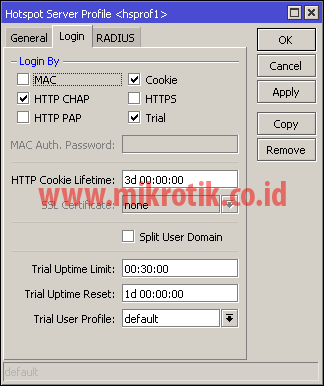 Hotspot Server Profile <hsprof1>
General Login RADIUS
Login By
MAC Cookie
HTTP CHAP HTTPS
HTTP PAP Trial
MAC Auth. Password:
HTTP Cookie Lifetime: 3d 00:00:00
www.mikrotik.co.id
SSL Certificate: none
Split User Domain
Trial Uptime Limit: 00:30:00
Trial Uptime Reset: 1d 00:00:00
Trial User Profile: default
OK
Cancel
Apply
Copy
Remove
default